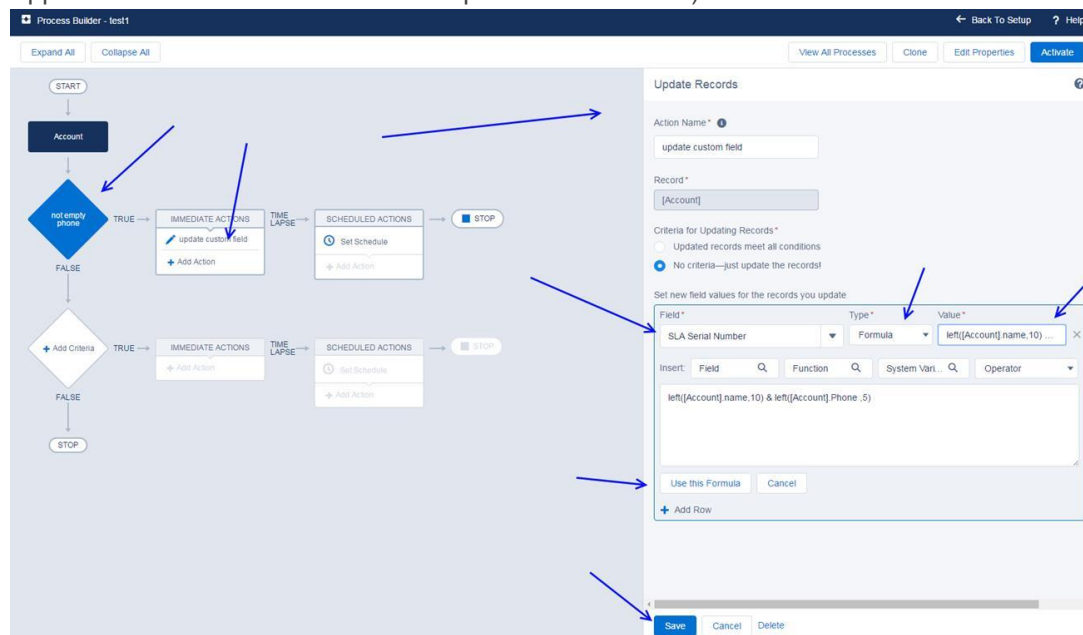 Process Builder - test1
Back To Setup
? Help
Expand All
Collapse All
View All Processes
Clone
Edit Properties
Activate
START
Account
not empty
phone
TRUE
IMMEDIATE ACTIONS
update custom field
+ Add Action
TIME
LAPSE
SCHEDULED ACTIONS
Set Schedule
+ Add Action
STOP
FALSE
+ Add Criteria
TRUE
IMMEDIATE ACTIONS
+ Add Action
TIME
LAPSE
SCHEDULED ACTIONS
Set Schedule
+ Add Action
STOP
FALSE
STOP
Update Records
?
Action Name*
update custom field
Record*
[Account]
Criteria for Updating Records*
Updated records meet all conditions
No criteria—just update the records!
Set new field values for the records you update
Field* Type* Value*
SLA Serial Number Formula left([Account].name,10) ...
Insert: Field Function System Vari... Operator
left([Account].name,10) & left([Account].Phone ,5)
Use this Formula Cancel
+ Add Row
Save Cancel Delete